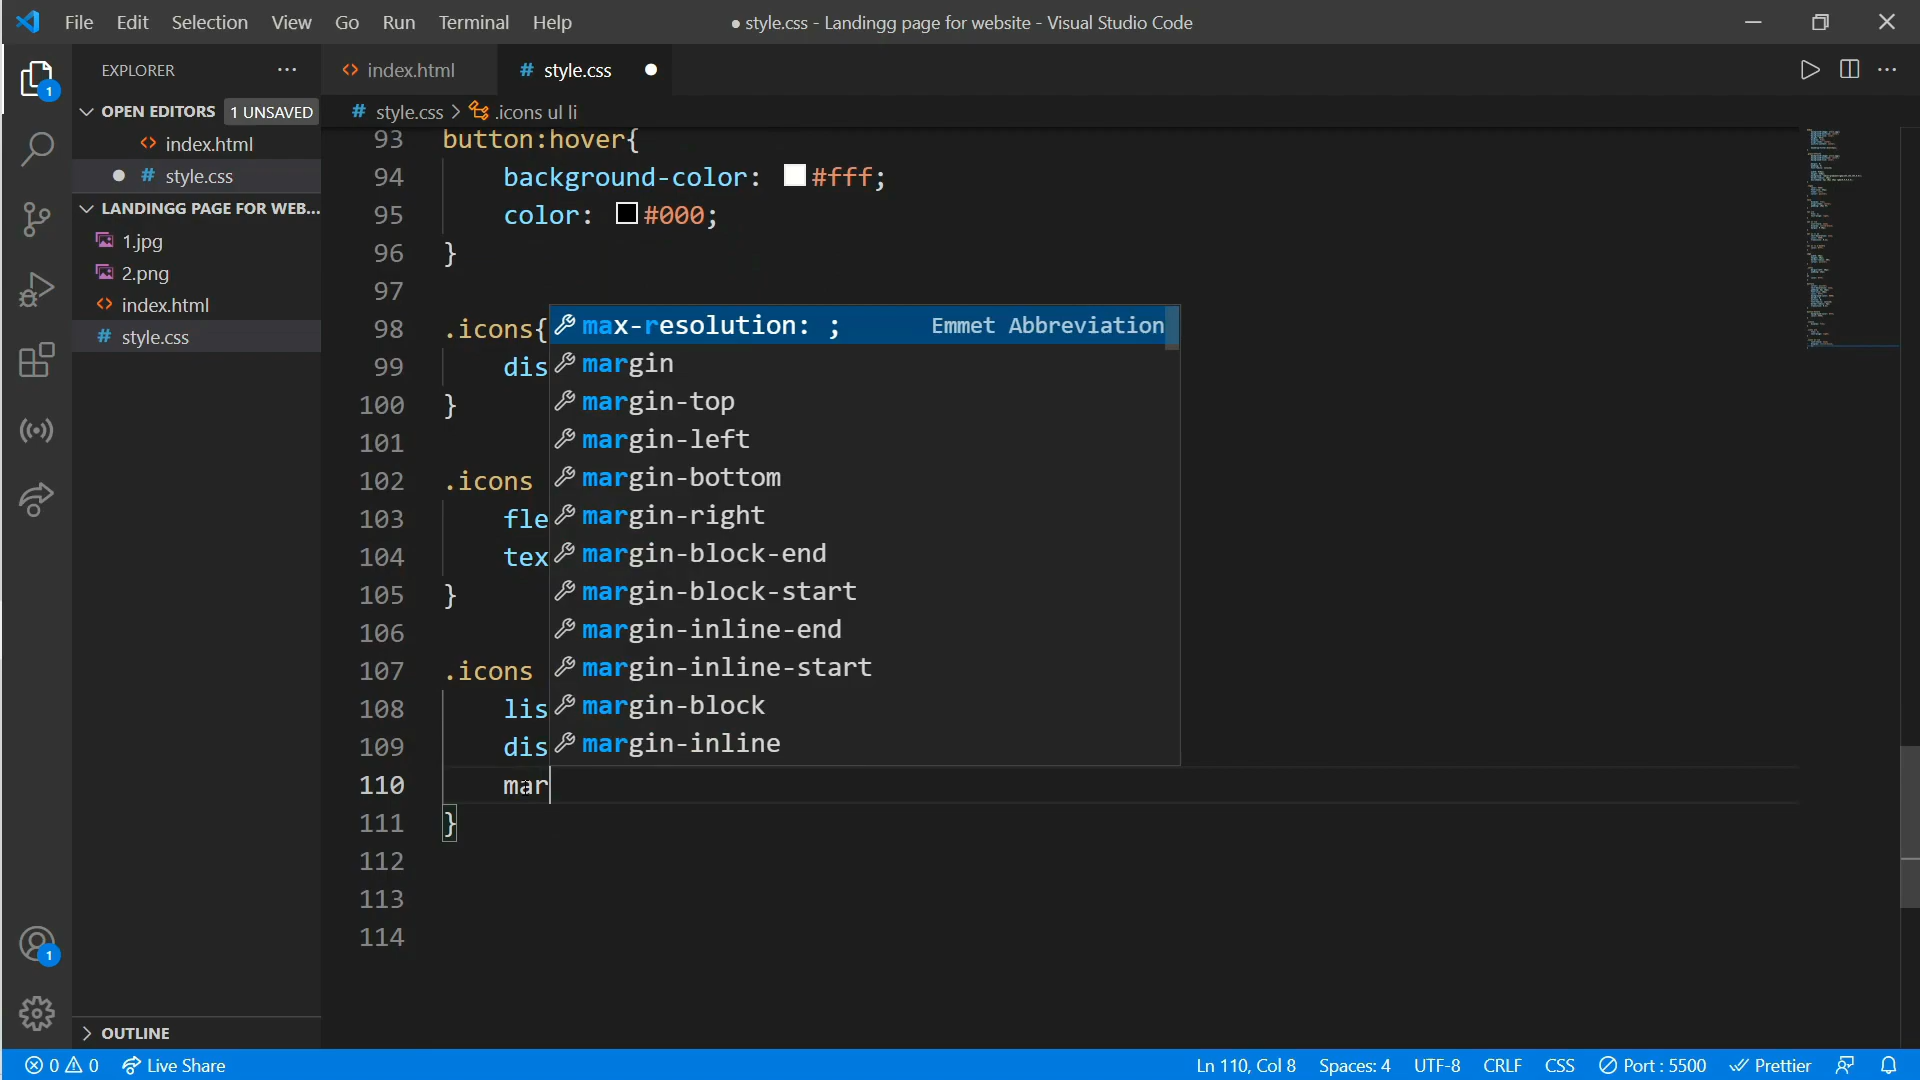 File Edit Selection View Go Run Terminal Help
● style.css - Landingg page for website - Visual Studio Code
EXPLORER
OPEN EDITORS 1 UNSAVED
index.html
# style.css
LANDINGG PAGE FOR WEB...
1.jpg
2.png
index.html
# style.css
OUTLINE
index.html # style.css
# style.css > .icons ul li
93 button:hover{
94 background-color: #fff;
95 color: #000;
96 }
97
98 .icons{
99 dis
100 }
101
102 .icons
103 fle
104 tex
105 }
106
107 .icons
108 lis
109 dis
110 mar
111 }
112
113
114
max-resolution: ; Emmet Abbreviation
margin
margin-top
margin-left
margin-bottom
margin-right
margin-block-end
margin-block-start
margin-inline-end
margin-inline-start
margin-block
margin-inline
1
1
0 0 Live Share Ln 110, Col 8 Spaces: 4 UTF-8 CRLF CSS Port : 5500 Prettier